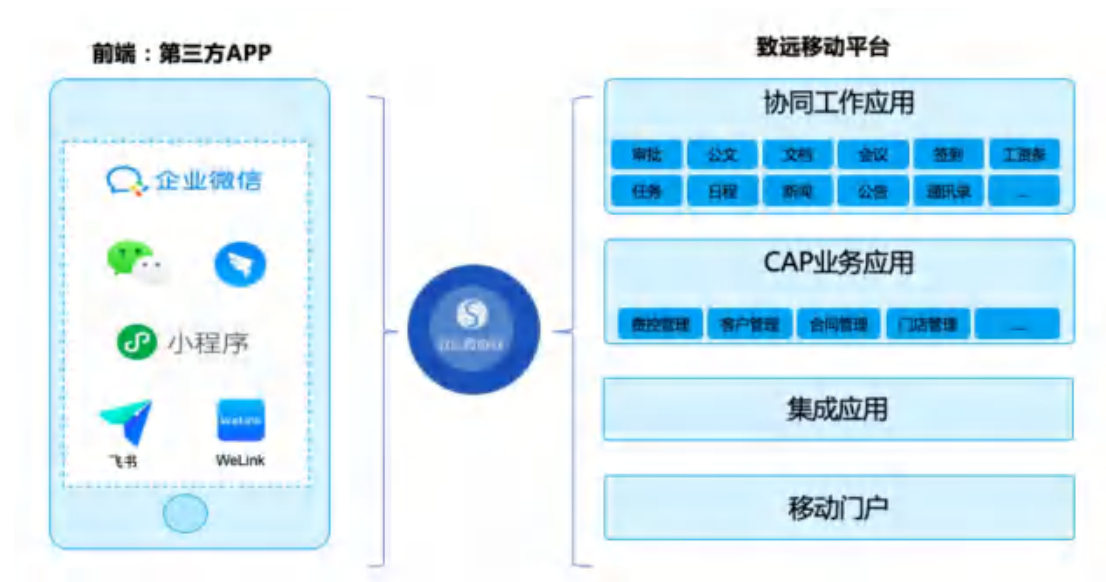 前端：第三方APP
企业微信
小程序
飞书
WeLink
致远移动平台
协同工作应用
审批 公文 文档 会议 签到 工资条
任务 日程 新闻 公告 通讯录 ...
CAP业务应用
费控管理 客户管理 合同管理 门店管理 ...
集成应用
移动门户